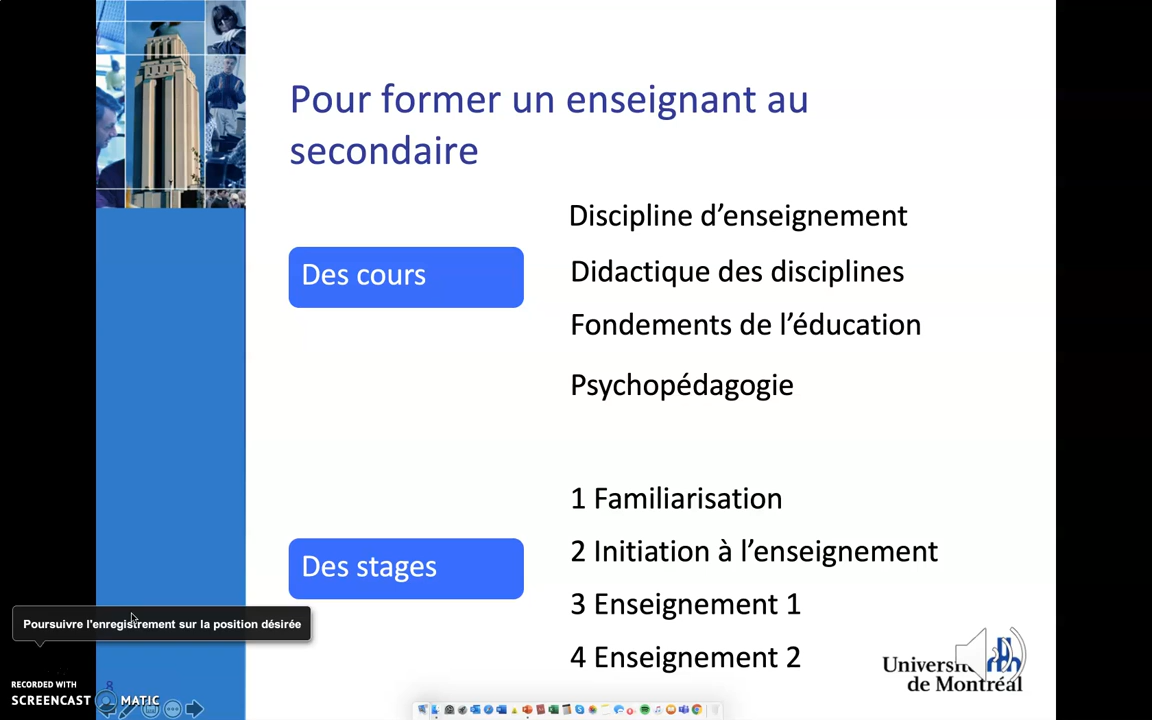 Pour former un enseignant au
secondaire
Des cours
Discipline d’enseignement
Didactique des disciplines
Fondements de l’éducation
Psychopédagogie
Des stages
1 Familiarisation
2 Initiation à l’enseignement
3 Enseignement 1
4 Enseignement 2
Poursuivre l'enregistrement sur la position désirée
RECORDED WITH
SCREENCAST MATIC
de Montréal